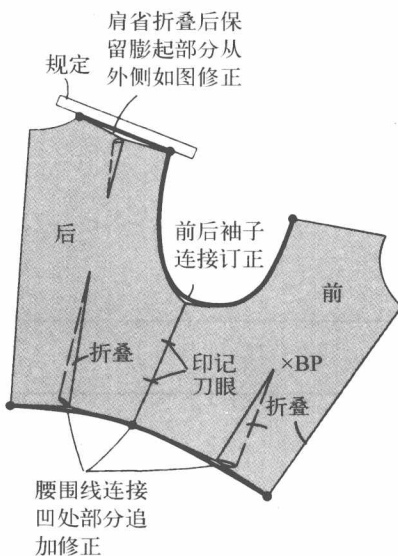 肩省折叠后保
留膨起部分从
外侧如图修正
规定
后
前后袖子
连接订正
前
折叠
印记
刀眼
×BP
折叠
腰围线连接
凹处部分追
加修正